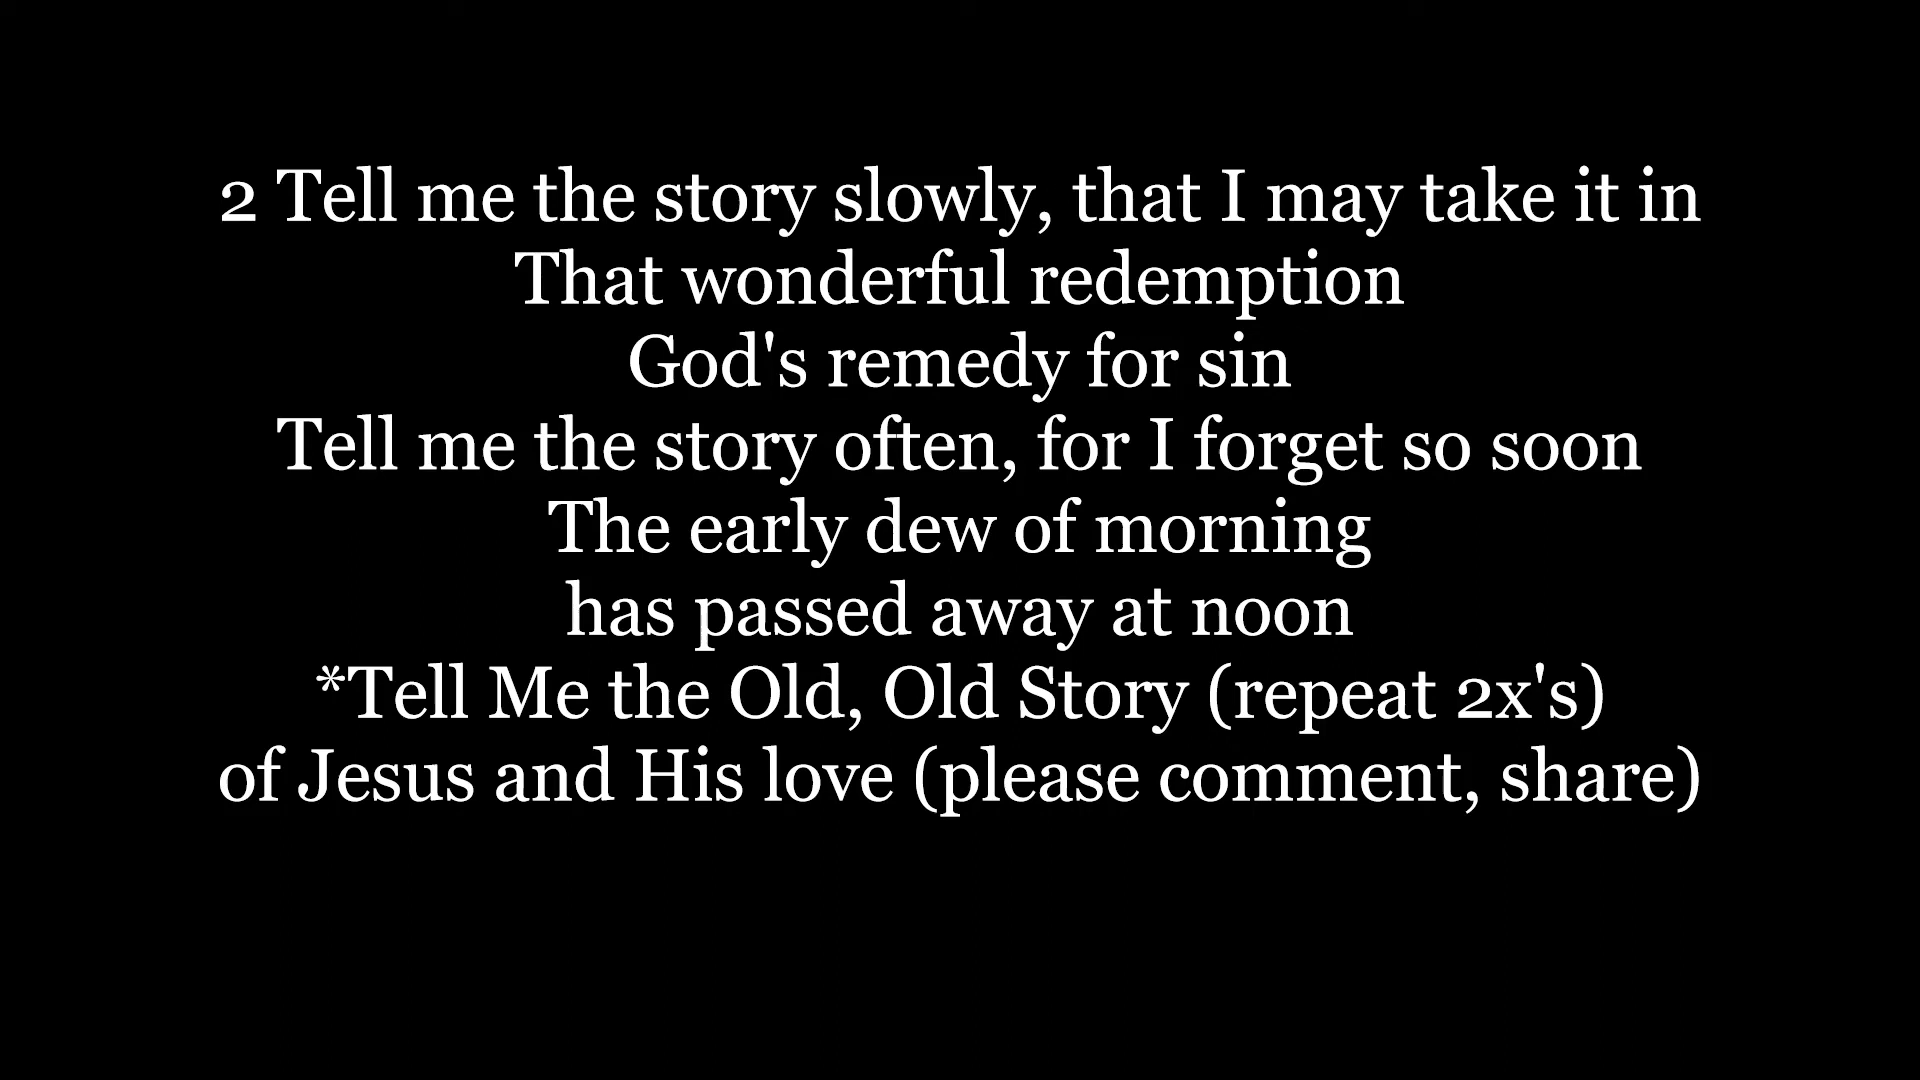 2 Tell me the story slowly, that I may take it in
That wonderful redemption
God's remedy for sin
Tell me the story often, for I forget so soon
The early dew of morning
has passed away at noon
*Tell Me the Old, Old Story (repeat 2x's)
of Jesus and His love (please comment, share)